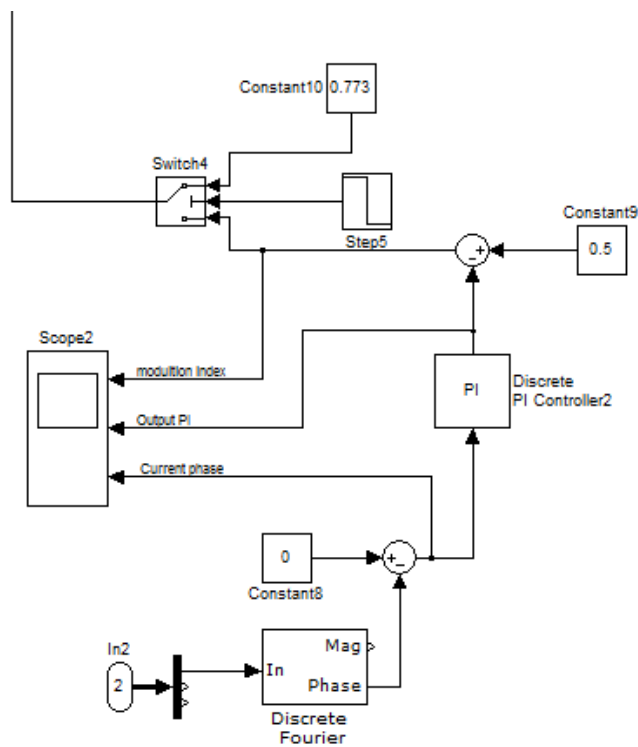 Constant10
0.773
Switch4
Step5
Constant9
0.5
Scope2
modultion Index
Output PI
Current phase
PI
Discrete
PI Controller2
0
Constant8
In2
2
In
Mag
Phase
Discrete
Fourier